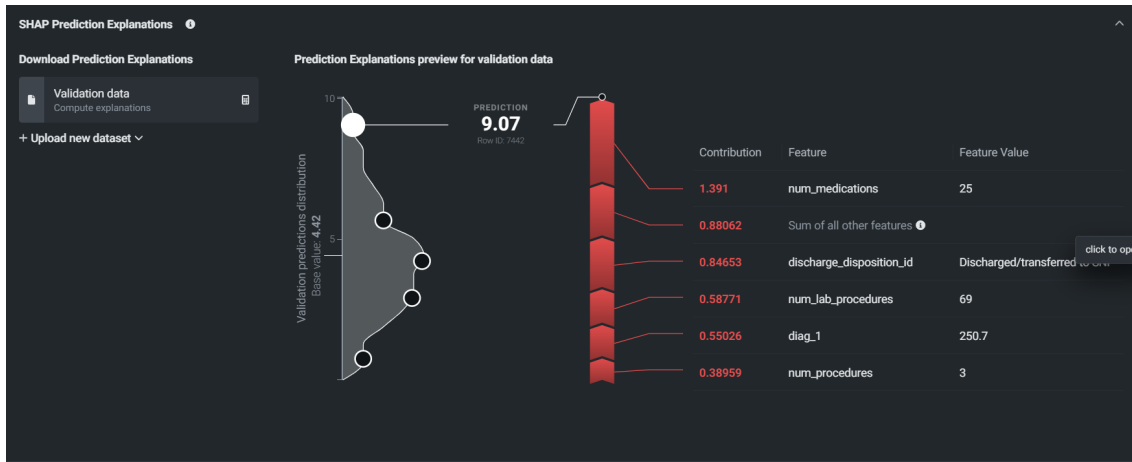 SHAP Prediction Explanations
Download Prediction Explanations
Validation data
Compute explanations
+ Upload new dataset
Prediction Explanations preview for validation data
10
5
Validation predictions distribution
Base value: 4.42
PREDICTION
9.07
Row ID: 7442
Contribution Feature Feature Value
1.391 num_medications 25
0.88062 Sum of all other features
0.84653 discharge_disposition_id Discharged/transferred
0.58771 num_lab_procedures 69
0.55026 diag_1 250.7
0.38959 num_procedures 3
click to ope